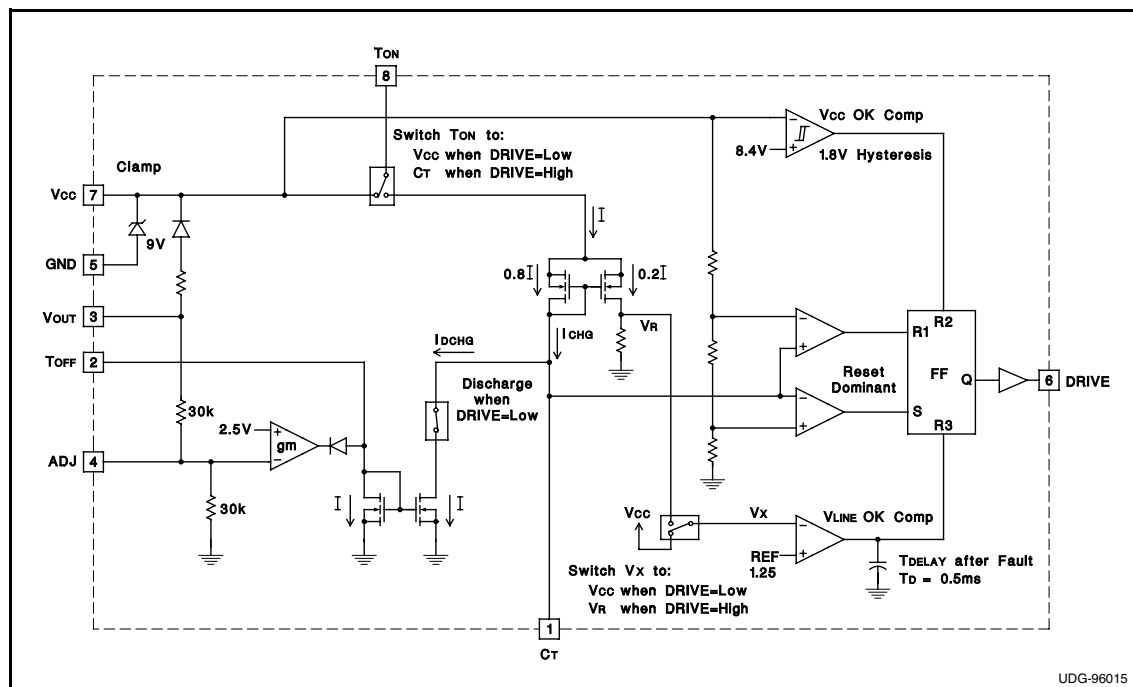 TON
8
Switch TON to:
VCC when DRIVE=Low
CT when DRIVE=High
VCC OK Comp
8.4V
1.8V Hysteresis
Clamp
VCC
7
9V
GND
5
VOUT
3
TOFF
2
ADJ
4
30k
30k
2.5V
gm
I
I
I
0.8I
0.2I
IDCHG
ICHG
VR
Discharge
when
DRIVE=Low
R1
R2
FF
Q
S
R3
Reset
Dominant
6
DRIVE
VCC
VX
VLINE OK Comp
REF
1.25
Switch VX to:
VCC when DRIVE=Low
VR when DRIVE=High
TDELAY after Fault
TD = 0.5ms
1
CT
UDG-96015